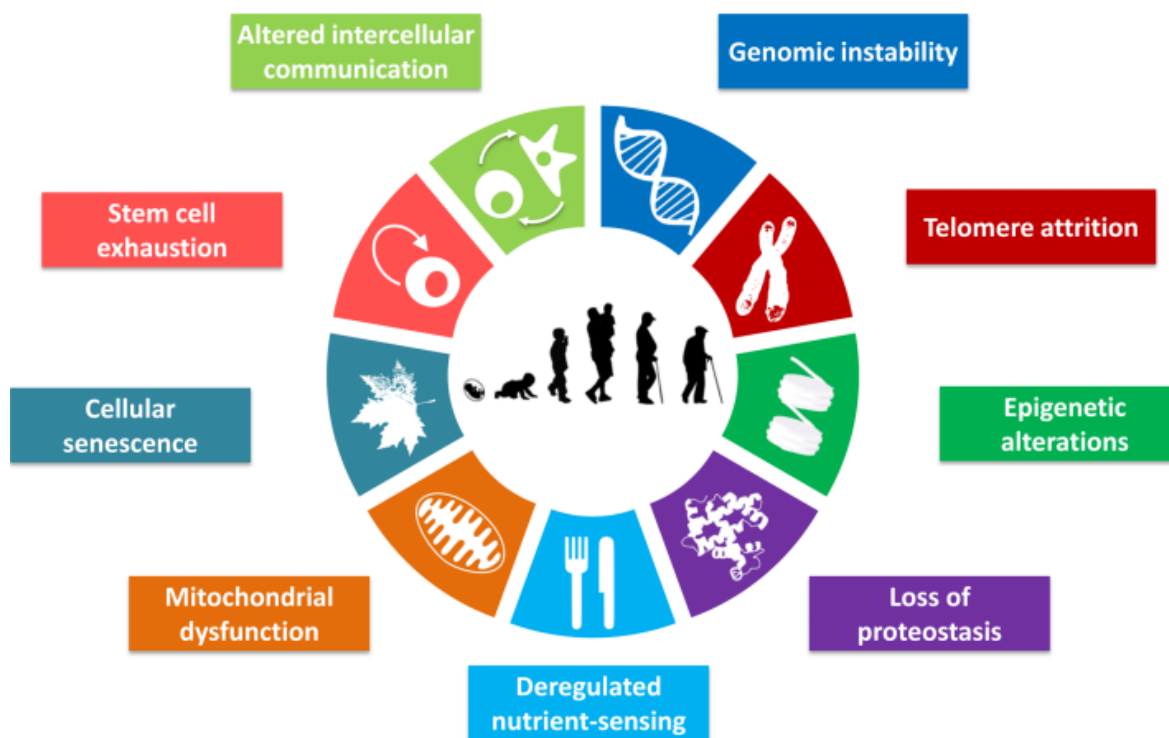 Altered intercellular
communication
Genomic instability
Stem cell
exhaustion
Telomere attrition
Cellular
senescence
Epigenetic
alterations
Mitochondrial
dysfunction
Loss of
proteostasis
Deregulated
nutrient-sensing